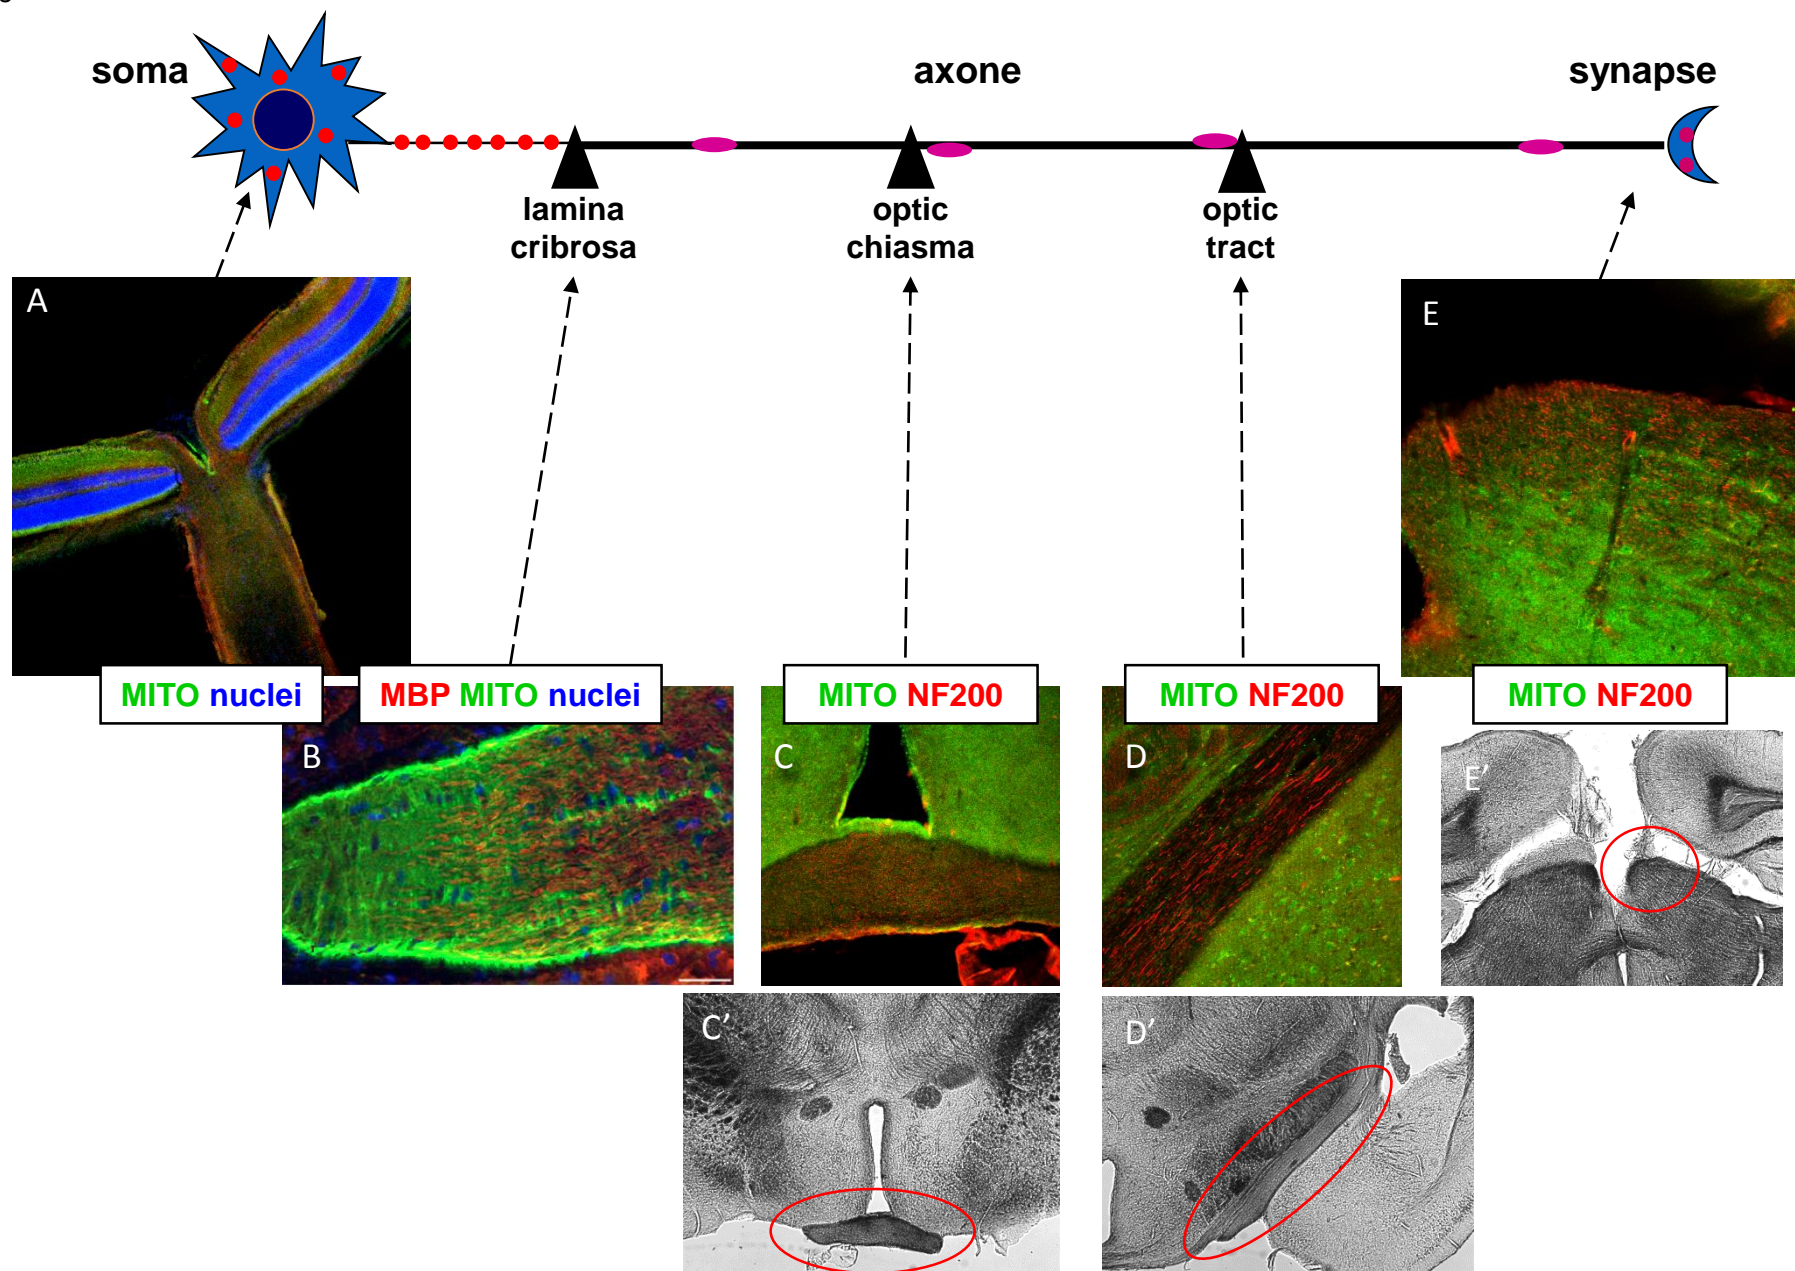 soma
axone
synapse
lamina
cribrosa
optic
chiasma
optic
tract
A
E
MITO nuclei
MBP MITO nuclei
MITO NF200
MITO NF200
MITO NF200
B
C
D
E'
C'
D'